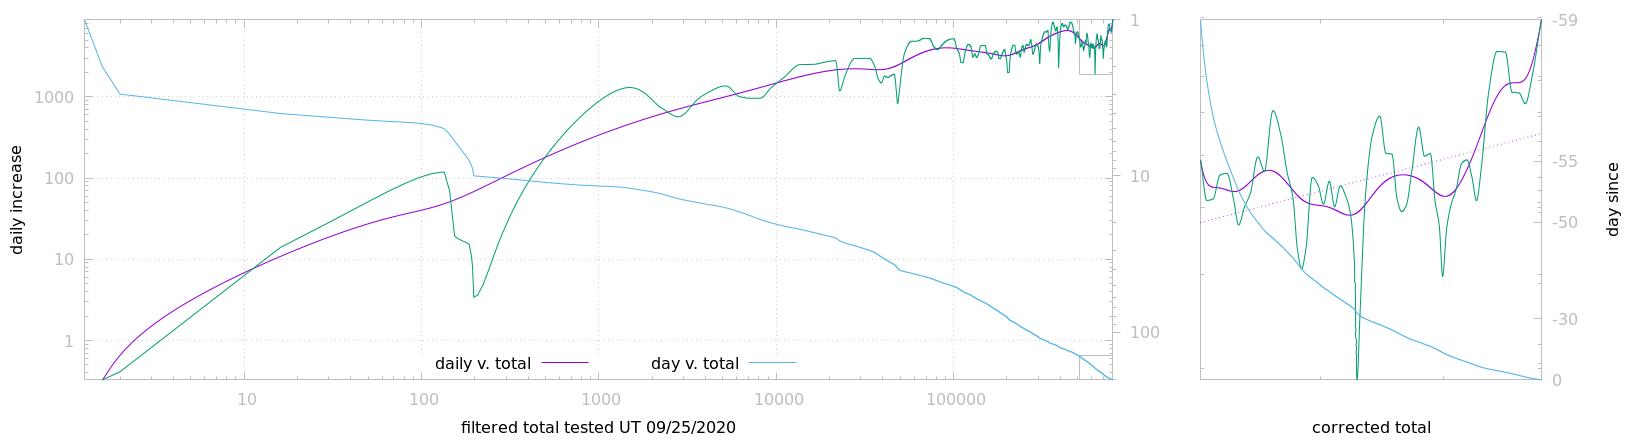 1
-59
1000
-55
100
10
-50
daily increase
day since
10
-30
1
100
daily v. total
day v. total
0
10
100
1000
10000
100000
filtered total tested UT 09/25/2020
corrected total